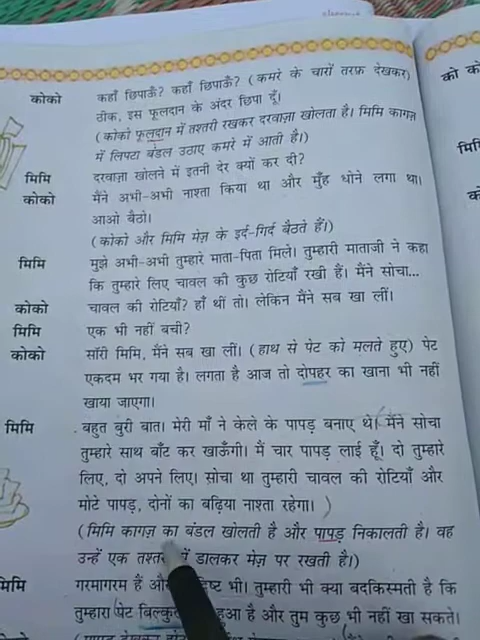 कोको कहाँ छिपाऊँ? कहाँ छिपाऊँ? (कमरे के चारों तरफ़ देखकर)
ठीक, इस फूलदान के अंदर छिपा दूँ।
(कोको फूलदान में तश्तरी रखकर दरवाज़ा खोलता है। मिमि कागज़
में लिपटा बंडल उठाए कमरे में आती है।)
मिमि दरवाज़ा खोलने में इतनी देर क्यों कर दी?
कोको मैंने अभी-अभी नाश्ता किया था और मुँह धोने लगा था।
आओ बैठो।
(कोको और मिमि मेज़ के इर्द-गिर्द बैठते हैं।)
मिमि मुझे अभी-अभी तुम्हारे माता-पिता मिले। तुम्हारी माताजी ने कहा
कि तुम्हारे लिए चावल की कुछ रोटियाँ रखी हैं। मैंने सोचा...
कोको चावल की रोटियाँ? हाँ थीं तो। लेकिन मैंने सब खा लीं।
मिमि एक भी नहीं बची?
कोको सॉरी मिमि, मैंने सब खा लीं। (हाथ से पेट को मलते हुए) पेट
एकदम भर गया है। लगता है आज तो दोपहर का खाना भी नहीं
खाया जाएगा।
मिमि बहुत बुरी बात। मेरी माँ ने केले के पापड़ बनाए थे। मैंने सोचा
तुम्हारे साथ बाँट कर खाऊँगी। मैं चार पापड़ लाई हूँ। दो तुम्हारे
लिए, दो अपने लिए। सोचा था तुम्हारी चावल की रोटियाँ और
मोटे पापड़, दोनों का बढ़िया नाश्ता रहेगा।
(मिमि कागज़ का बंडल खोलती है और पापड़ निकालती है। वह
उन्हें एक में डालकर मेज़ पर रखती है।)
मिमि गरमागरम हैं भी। तुम्हारी भी क्या बदकिस्मती है कि
तुम्हारा पेट हुआ है और तुम कुछ भी नहीं खा सकते।
को को
मिमि